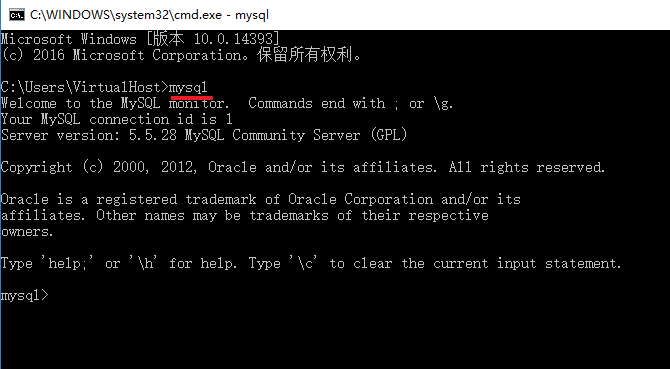 C:\WINDOWS\system32\cmd.exe - mysql
Microsoft Windows [版本 10.0.14393]
(c) 2016 Microsoft Corporation。保留所有权利。
C:\Users\VirtualHost>mysql
Welcome to the MySQL monitor.  Commands end with ; or \g.
Your MySQL connection id is 1
Server version: 5.5.28 MySQL Community Server (GPL)
Copyright (c) 2000, 2012, Oracle and/or its affiliates. All rights reserved.
Oracle is a registered trademark of Oracle Corporation and/or its
affiliates. Other names may be trademarks of their respective
owners.
Type 'help;' or '\h' for help. Type '\c' to clear the current input statement.
mysql>